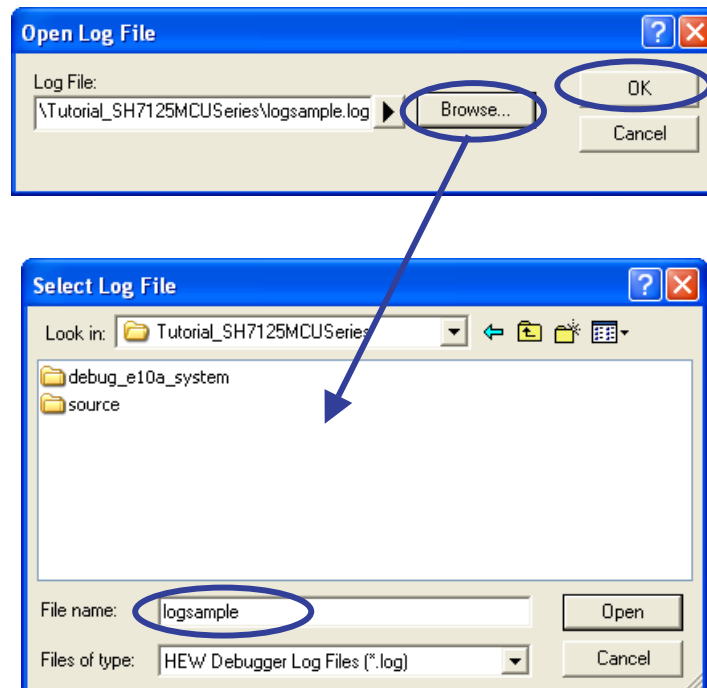 Open Log File
Log File:
\Tutorial_SH7125MCUSeries\logsample.log
Browse...
OK
Cancel
Select Log File
Look in: Tutorial_SH7125MCUSeries
debug_e10a_system
source
File name: logsample
Open
Files of type: HEW Debugger Log Files (*.log)
Cancel